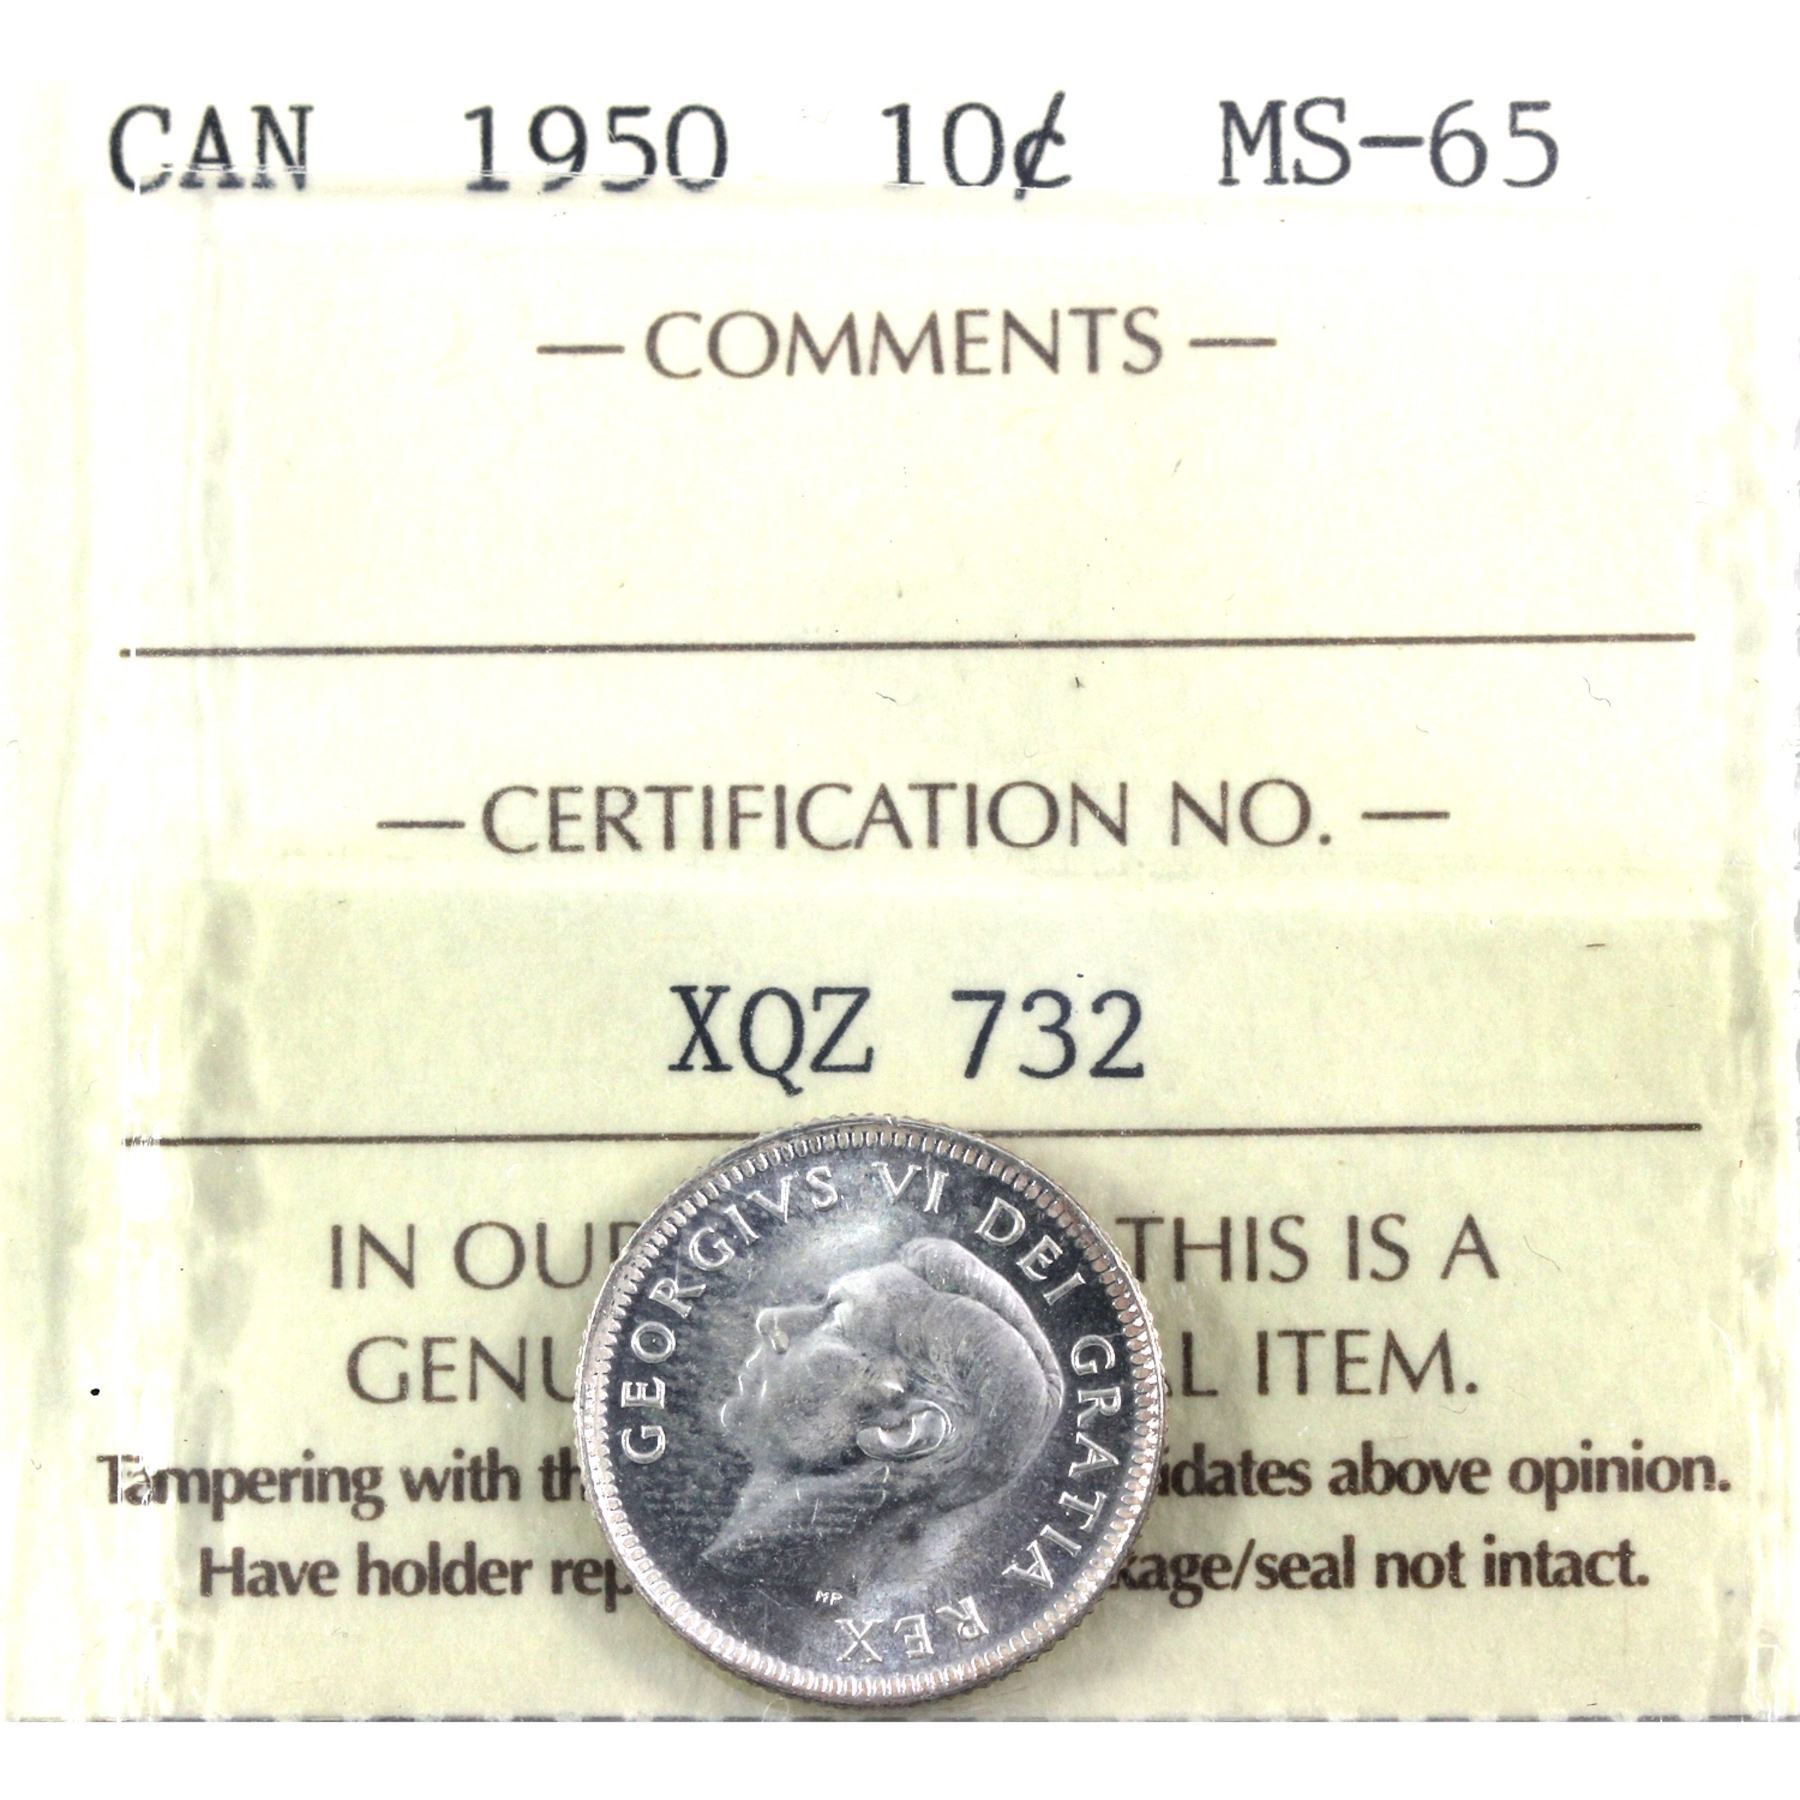 CAN 1950 10¢ MS-65
— COMMENTS —
— CERTIFICATION NO. —
XQZ 732
IN OU THIS IS A
GENU L ITEM.
Tampering with th idates above opinion.
Have holder rep kage/seal not intact.
GEORGIVS VI DEI GRATIA REX
HP